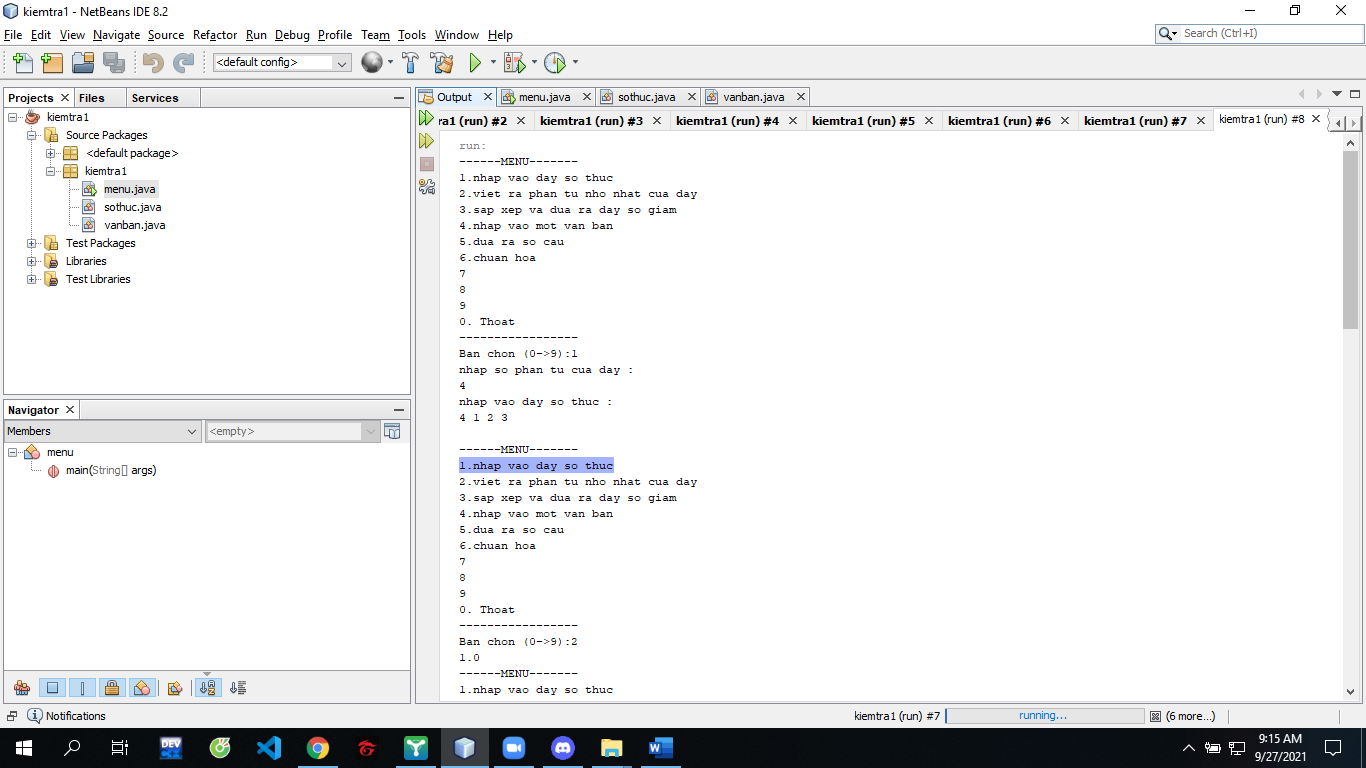 kiemtra1 - NetBeans IDE 8.2
File Edit View Navigate Source Refactor Run Debug Profile Team Tools Window Help
Search (Ctrl+I)
<default config>
Projects Files Services
kiemtra1
Source Packages
<default package>
kiemtra1
menu.java
sothuc.java
vanban.java
Test Packages
Libraries
Test Libraries
Navigator
Members <empty>
menu
main(String[] args)
Output menu.java sothuc.java vanban.java
ra1 (run) #2 kiemtra1 (run) #3 kiemtra1 (run) #4 kiemtra1 (run) #5 kiemtra1 (run) #6 kiemtra1 (run) #7 kiemtra1 (run) #8
run:
------MENU-------
1.nhap vao day so thuc
2.viet ra phan tu nho nhat cua day
3.sap xep va dua ra day so giam
4.nhap vao mot van ban
5.dua ra so cau
6.chuan hoa
7
8
9
0. Thoat
-----------------
Ban chon (0->9):1
nhap so phan tu cua day :
4
nhap vao day so thuc :
4 1 2 3
------MENU-------
1.nhap vao day so thuc
2.viet ra phan tu nho nhat cua day
3.sap xep va dua ra day so giam
4.nhap vao mot van ban
5.dua ra so cau
6.chuan hoa
7
8
9
0. Thoat
-----------------
Ban chon (0->9):2
1.0
------MENU-------
1.nhap vao day so thuc
Notifications
kiemtra1 (run) #7 running... (6 more...)
DEV
9:15 AM
9/27/2021